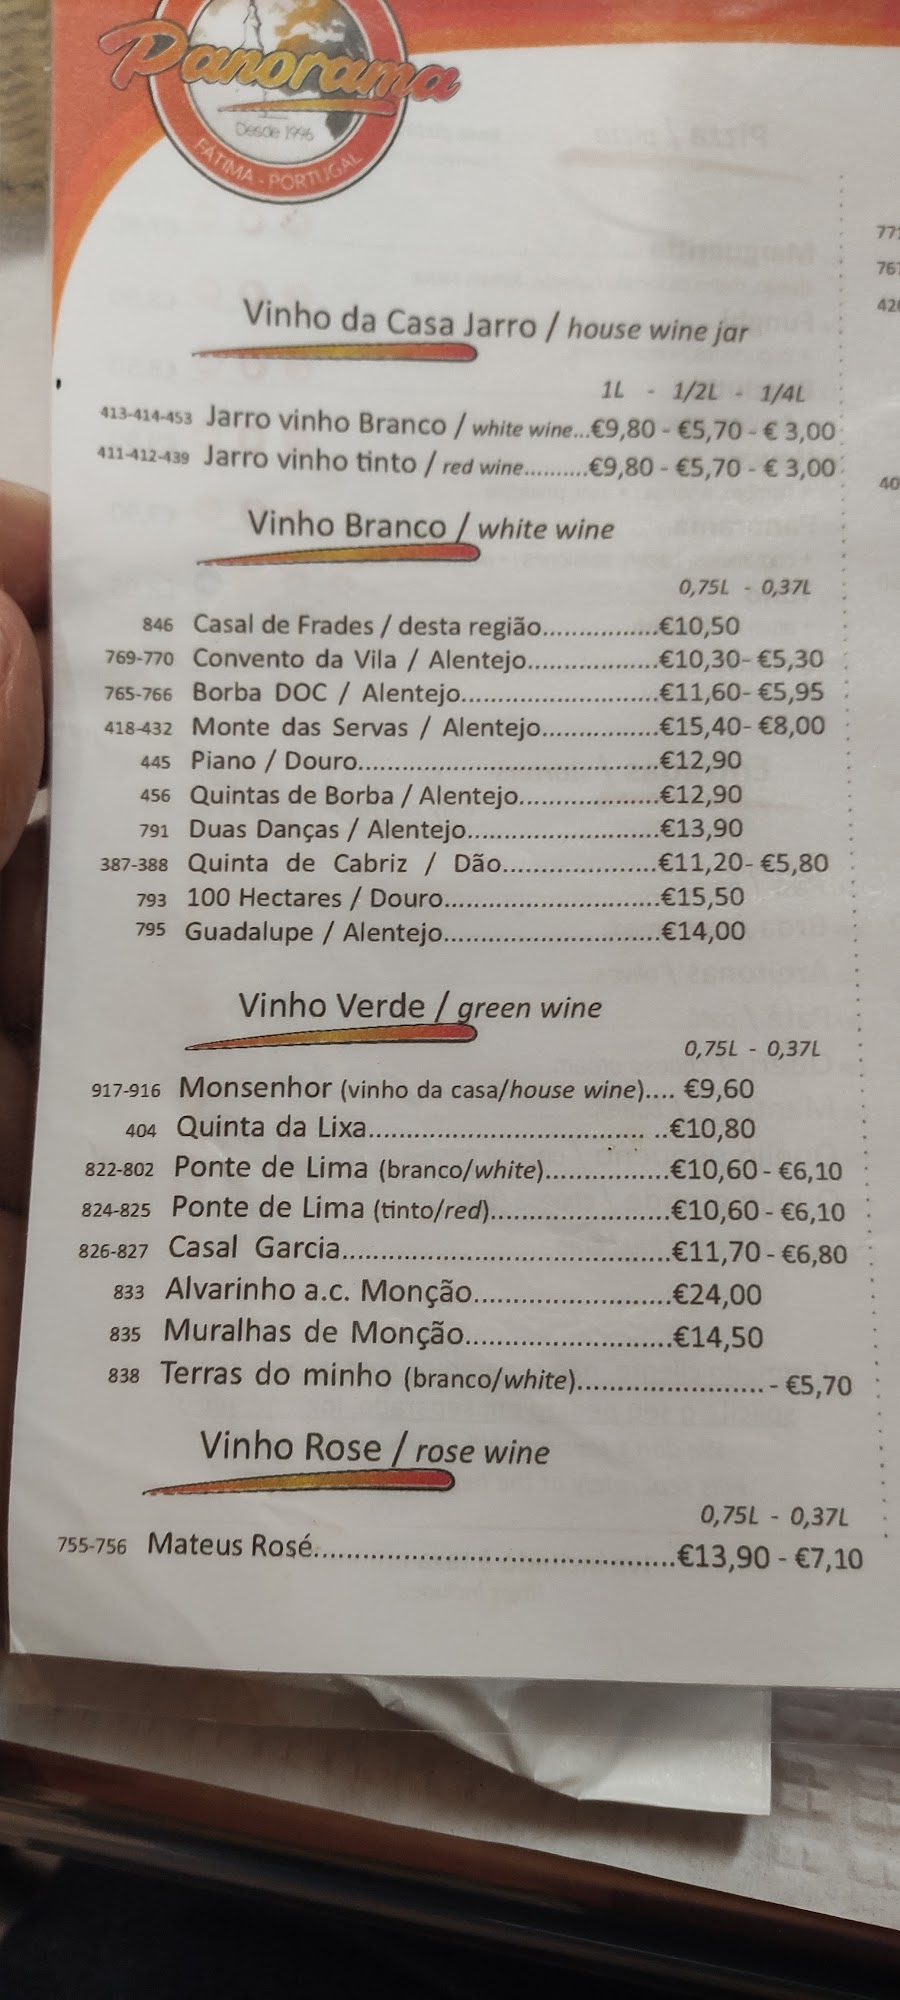 Panorama
Desde 1996
FÁTIMA - PORTUGAL
Vinho da Casa Jarro / house wine jar
1L - 1/2L - 1/4L
413-414-453 Jarro vinho Branco / white wine...€9,80 - €5,70 - € 3,00
411-412-439 Jarro vinho tinto / red wine..........€9,80 - €5,70 - € 3,00
Vinho Branco / white wine
0,75L - 0,37L
846 Casal de Frades / desta região.................€10,50
769-770 Convento da Vila / Alentejo...................€10,30- €5,30
765-766 Borba DOC / Alentejo.............................€11,60- €5,95
418-432 Monte das Servas / Alentejo.................€15,40- €8,00
445 Piano / Douro...........................................€12,90
456 Quintas de Borba / Alentejo....................€12,90
791 Duas Danças / Alentejo...........................€13,90
387-388 Quinta de Cabriz / Dão......................€11,20- €5,80
793 100 Hectares / Douro...............................€15,50
795 Guadalupe / Alentejo...............................€14,00
Vinho Verde / green wine
0,75L - 0,37L
917-916 Monsenhor (vinho da casa/house wine).... €9,60
404 Quinta da Lixa...................................... ..€10,80
822-802 Ponte de Lima (branco/white)..................€10,60 - €6,10
824-825 Ponte de Lima (tinto/red).........................€10,60 - €6,10
826-827 Casal Garcia.............................................€11,70 - €6,80
833 Alvarinho a.c. Monção...........................€24,00
835 Muralhas de Monção............................€14,50
838 Terras do minho (branco/white)..........................- €5,70
Vinho Rose / rose wine
0,75L - 0,37L
755-756 Mateus Rosé..................................................€13,90 - €7,10